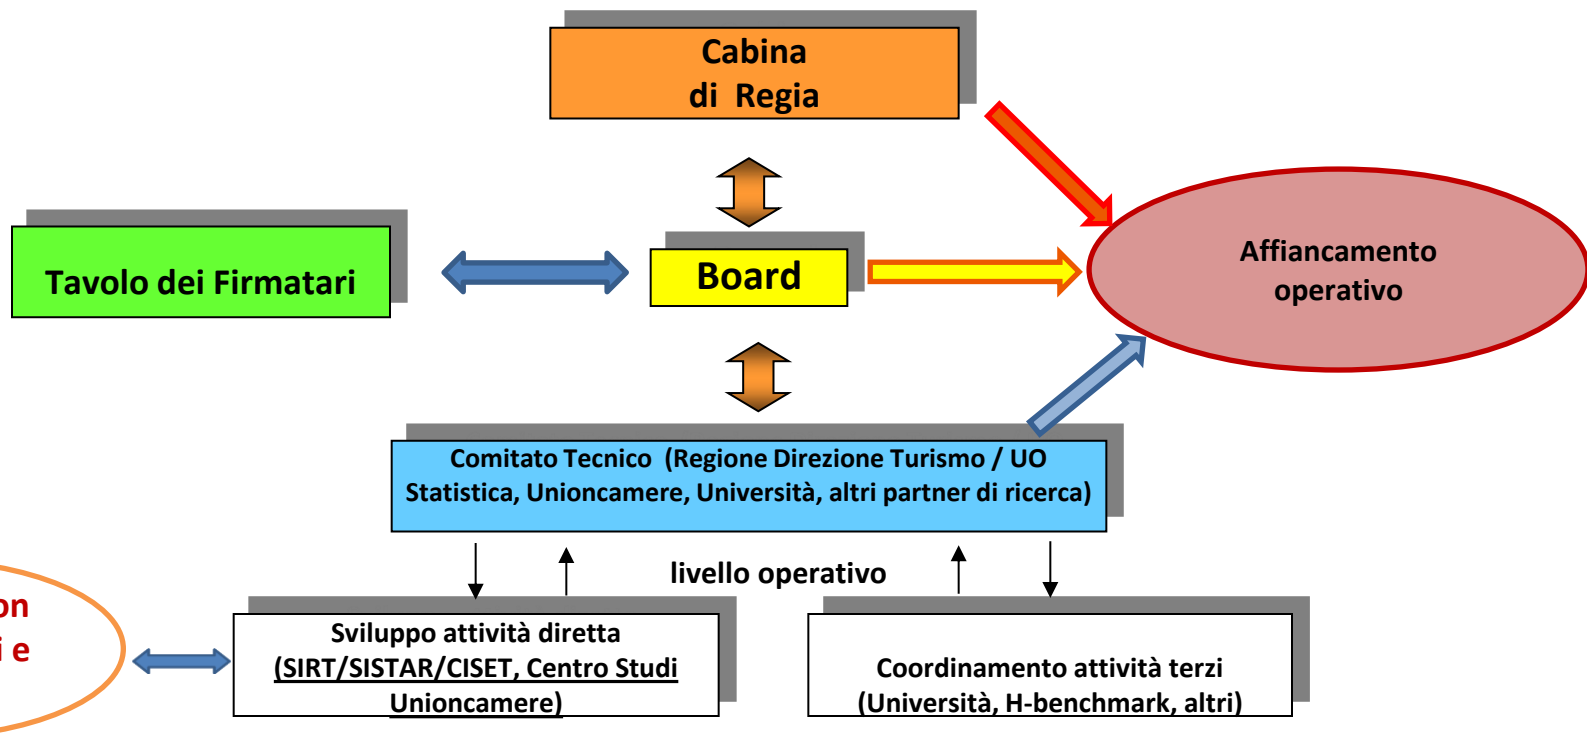 Cabina
di Regia
Tavolo dei Firmatari
Board
Affiancamento
operativo
Comitato Tecnico (Regione Direzione Turismo / UO
Statistica, Unioncamere, Università, altri partner di ricerca)
livello operativo
on
i e
Sviluppo attività diretta
(SIRT/SISTAR/CISET, Centro Studi
Unioncamere)
Coordinamento attività terzi
(Università, H-benchmark, altri)